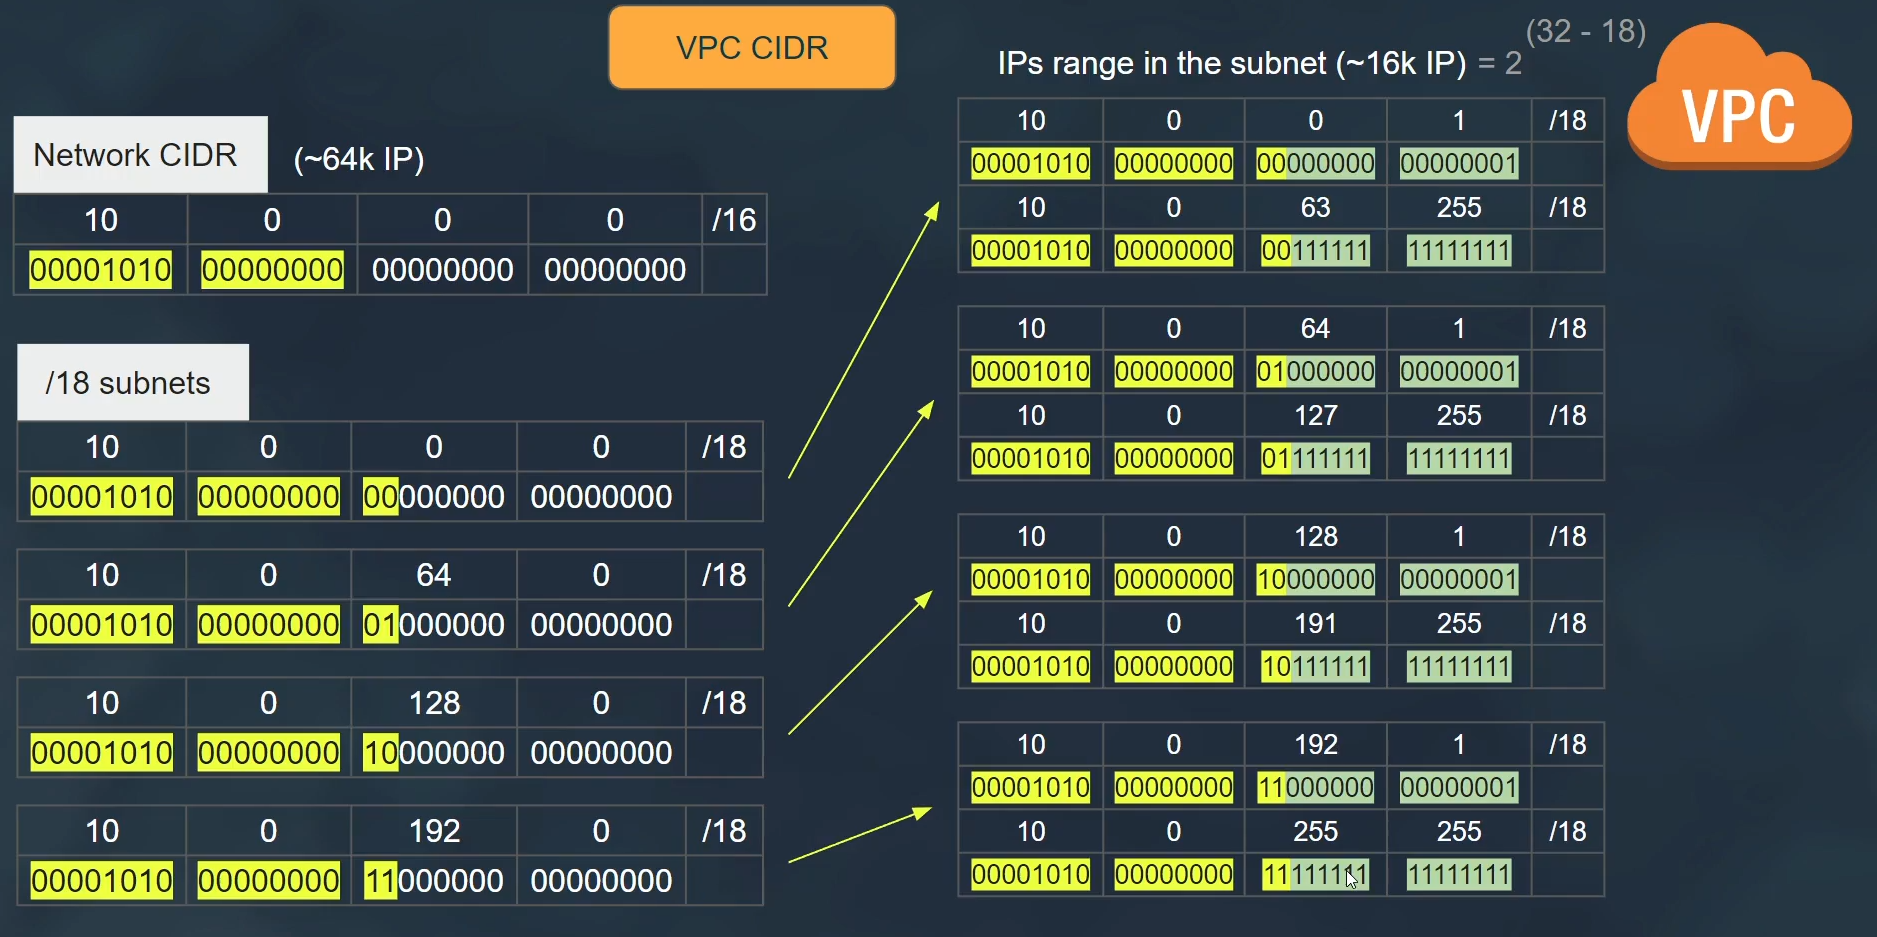 VPC CIDR
Network CIDR (~64k IP)
10 0 0 0 /16
00001010 00000000 00000000 00000000
/18 subnets
10 0 0 0 /18
00001010 00000000 00000000 00000000
10 0 64 0 /18
00001010 00000000 01000000 00000000
10 0 128 0 /18
00001010 00000000 10000000 00000000
10 0 192 0 /18
00001010 00000000 11000000 00000000
IPs range in the subnet (~16k IP) = 2 (32 - 18)
10 0 0 1 /18
00001010 00000000 00000000 00000001
10 0 63 255 /18
00001010 00000000 00111111 11111111
10 0 64 1 /18
00001010 00000000 01000000 00000001
10 0 127 255 /18
00001010 00000000 01111111 11111111
10 0 128 1 /18
00001010 00000000 10000000 00000001
10 0 191 255 /18
00001010 00000000 10111111 11111111
10 0 192 1 /18
00001010 00000000 11000000 00000001
10 0 255 255 /18
00001010 00000000 11111111 11111111
VPC